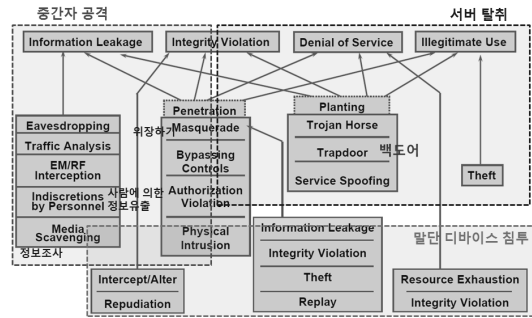 중간자 공격
서버 탈취
Information Leakage
Integrity Violation
Denial of Service
Illegitimate Use
Penetration
Planting
Eavesdropping
Traffic Analysis
EM/RF
Interception
Indiscretions
by Personnel
사람에 의한
정보유출
Media
Scavenging
정보조사
위장하기
Masquerade
Bypassing
Controls
Authorization
Violation
Physical
Intrusion
Trojan Horse
Trapdoor
백도어
Service Spoofing
Theft
말단 디바이스 침투
Information Leakage
Integrity Violation
Theft
Replay
Intercept/Alter
Repudiation
Resource Exhaustion
Integrity Violation